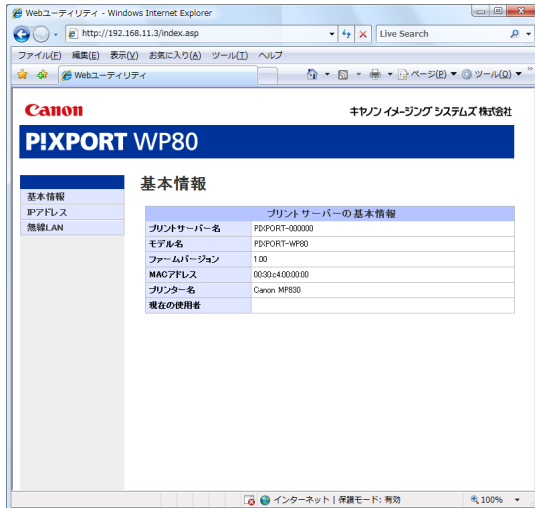 Webユーティリティ - Windows Internet Explorer
http://192.168.11.3/index.asp
Live Search
ファイル(F) 編集(E) 表示(V) お気に入り(A) ツール(T) ヘルプ
Webユーティリティ
ページ(P) ツール(O)
Canon
キヤノン イメージング システムズ 株式会社
PIXPORT WP80
基本情報
IPアドレス
無線LAN
基本情報
プリントサーバーの基本情報
プリントサーバー名 PIXPORT-000000
モデル名 PIXPORT-WP80
ファームバージョン 1.00
MACアドレス 00:30:c4:00:00:00
プリンター名 Canon MP830
現在の使用者
インターネット | 保護モード: 有効
100%